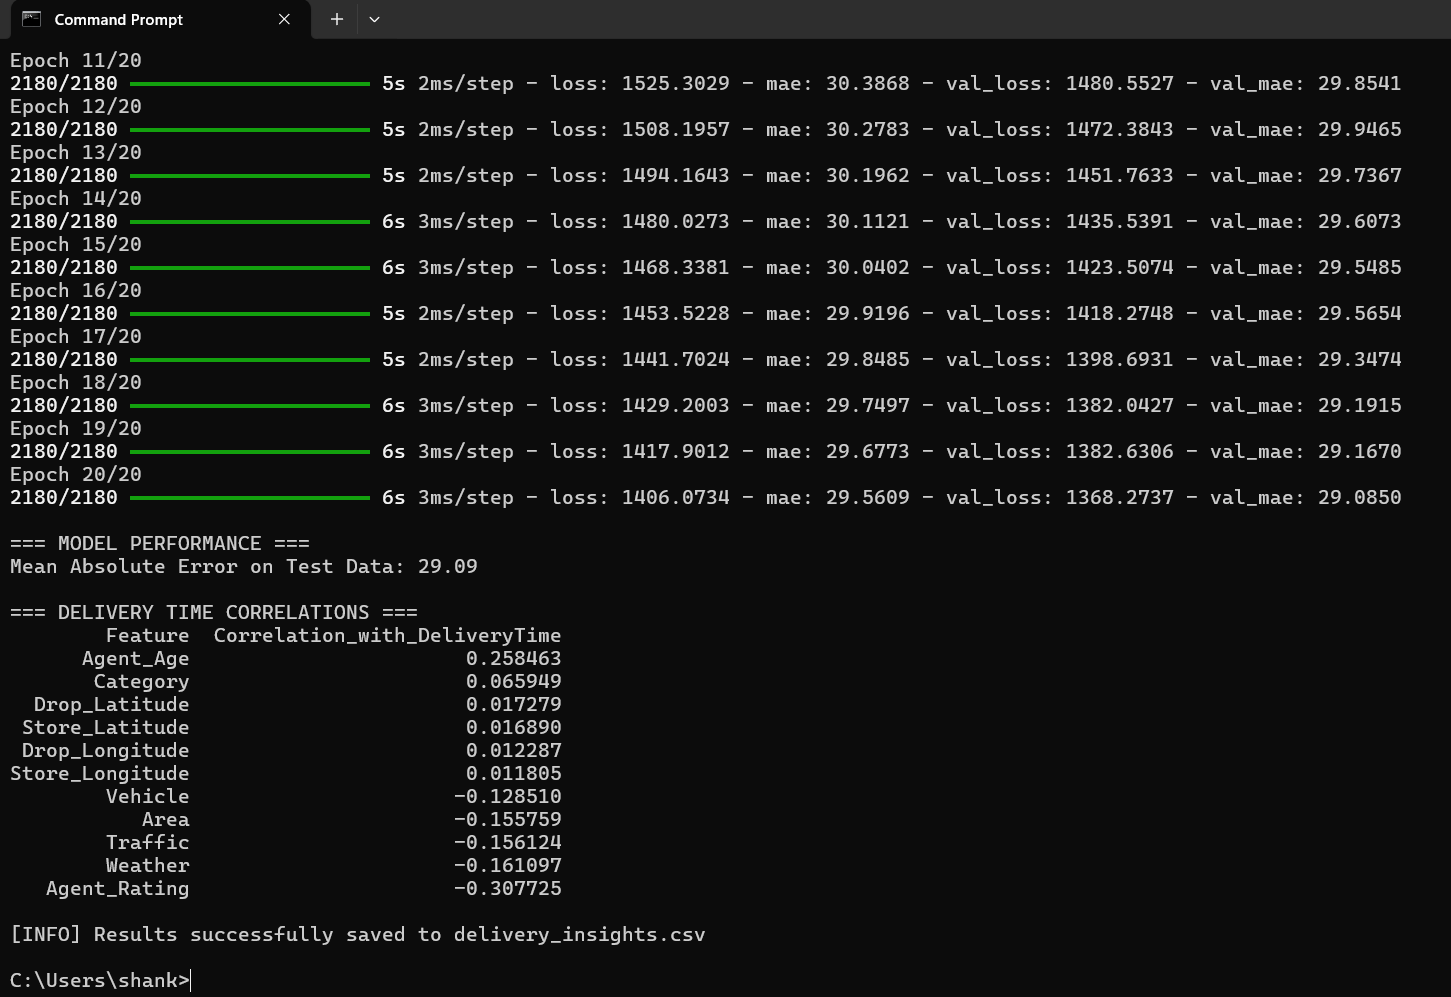 Command Prompt
Epoch 11/20
2180/2180 5s 2ms/step - loss: 1525.3029 - mae: 30.3868 - val_loss: 1480.5527 - val_mae: 29.8541
Epoch 12/20
2180/2180 5s 2ms/step - loss: 1508.1957 - mae: 30.2783 - val_loss: 1472.3843 - val_mae: 29.9465
Epoch 13/20
2180/2180 5s 2ms/step - loss: 1494.1643 - mae: 30.1962 - val_loss: 1451.7633 - val_mae: 29.7367
Epoch 14/20
2180/2180 6s 3ms/step - loss: 1480.0273 - mae: 30.1121 - val_loss: 1435.5391 - val_mae: 29.6073
Epoch 15/20
2180/2180 6s 3ms/step - loss: 1468.3381 - mae: 30.0402 - val_loss: 1423.5074 - val_mae: 29.5485
Epoch 16/20
2180/2180 5s 2ms/step - loss: 1453.5228 - mae: 29.9196 - val_loss: 1418.2748 - val_mae: 29.5654
Epoch 17/20
2180/2180 5s 2ms/step - loss: 1441.7024 - mae: 29.8485 - val_loss: 1398.6931 - val_mae: 29.3474
Epoch 18/20
2180/2180 6s 3ms/step - loss: 1429.2003 - mae: 29.7497 - val_loss: 1382.0427 - val_mae: 29.1915
Epoch 19/20
2180/2180 6s 3ms/step - loss: 1417.9012 - mae: 29.6773 - val_loss: 1382.6306 - val_mae: 29.1670
Epoch 20/20
2180/2180 6s 3ms/step - loss: 1406.0734 - mae: 29.5609 - val_loss: 1368.2737 - val_mae: 29.0850
=== MODEL PERFORMANCE ===
Mean Absolute Error on Test Data: 29.09
=== DELIVERY TIME CORRELATIONS ===
Feature Correlation_with_DeliveryTime
Agent_Age 0.258463
Category 0.065949
Drop_Latitude 0.017279
Store_Latitude 0.016890
Drop_Longitude 0.012287
Store_Longitude 0.011805
Vehicle -0.128510
Area -0.155759
Traffic -0.156124
Weather -0.161097
Agent_Rating -0.307725
[INFO] Results successfully saved to delivery_insights.csv
C:\Users\shank>